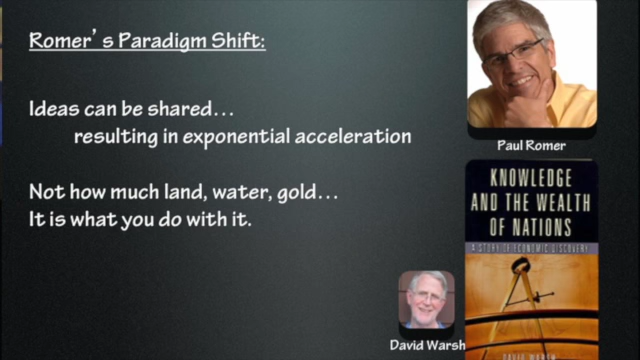 Romer's Paradigm Shift:
Ideas can be shared...
resulting in exponential acceleration
Not how much land, water, gold...
It is what you do with it.
Paul Romer
KNOWLEDGE
AND THE WEALTH
OF NATIONS
A STORY OF ECONOMIC DISCOVERY
David Warsh
DAVID WARSH